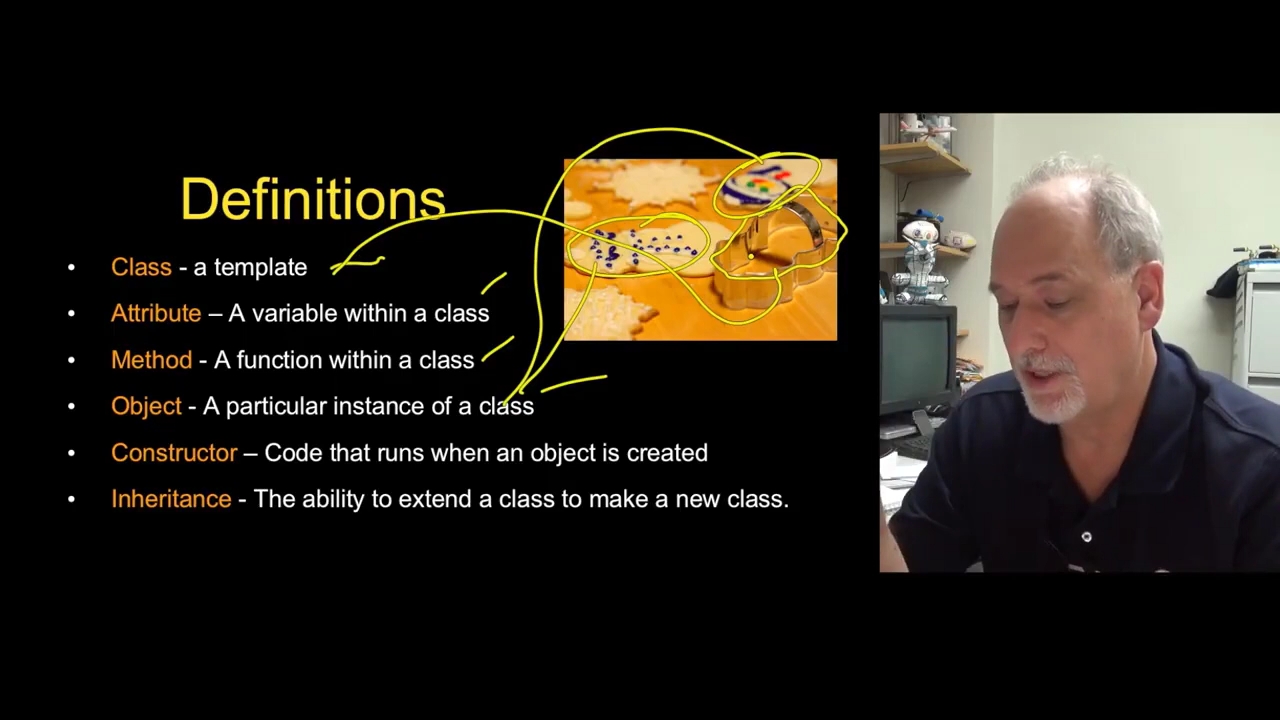 Definitions
• Class - a template
• Attribute – A variable within a class
• Method - A function within a class
• Object - A particular instance of a class
• Constructor – Code that runs when an object is created
• Inheritance - The ability to extend a class to make a new class.